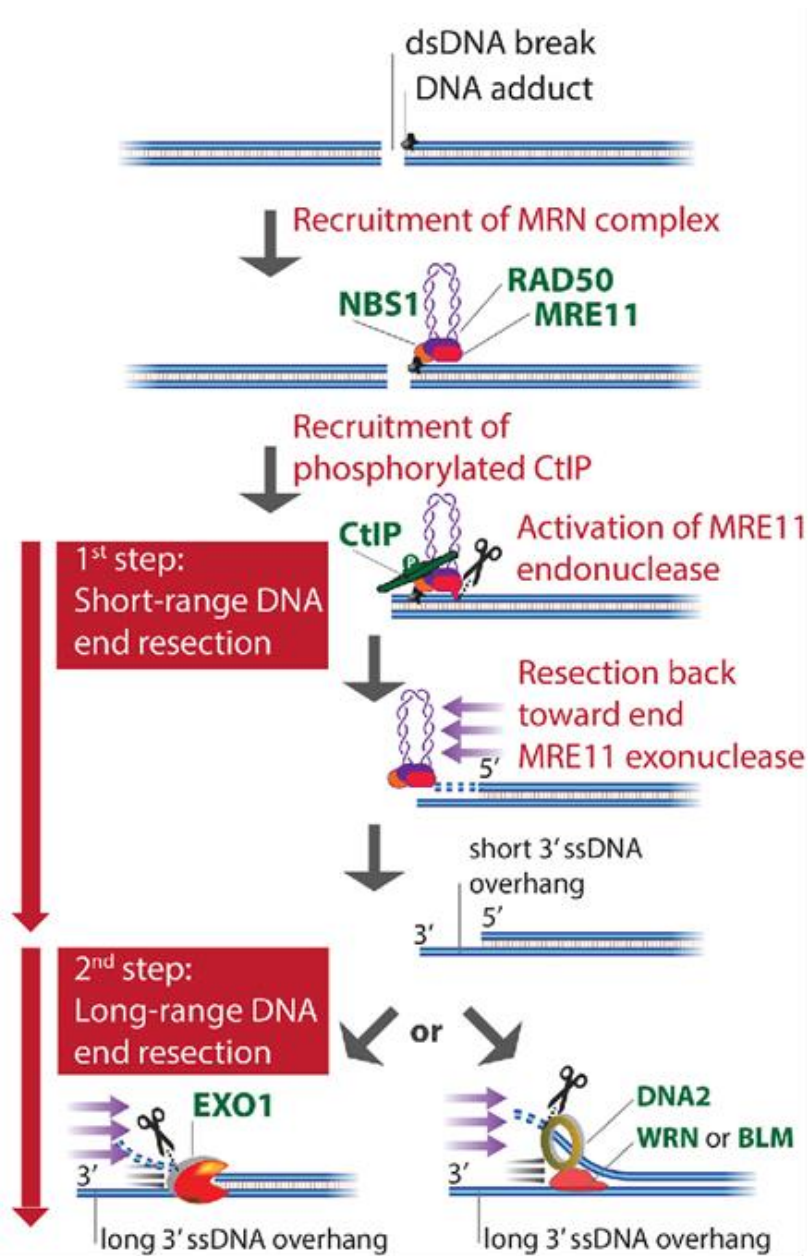 dsDNA break
DNA adduct
Recruitment of MRN complex
RAD50
NBS1
MRE11
Recruitment of
phosphorylated CtIP
CtIP
P
Activation of MRE11
endonuclease
1st step:
Short-range DNA
end resection
Resection back
toward end
MRE11 exonuclease
5′
short 3′ ssDNA
overhang
3′
5′
2nd step:
Long-range DNA
end resection
or
EXO1
3′
long 3′ ssDNA overhang
DNA2
WRN or BLM
3′
long 3′ ssDNA overhang